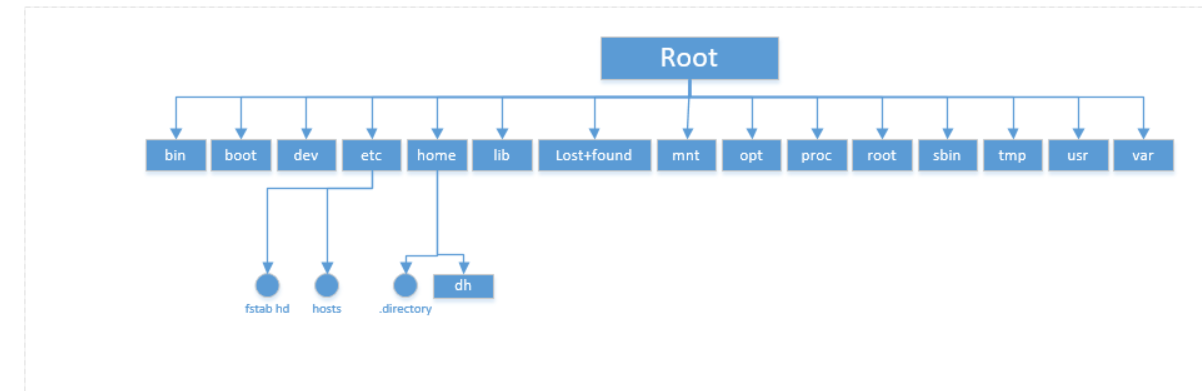 Root
bin boot dev etc home lib Lost+found mnt opt proc root sbin tmp usr var
dh
fstab hd hosts .directory